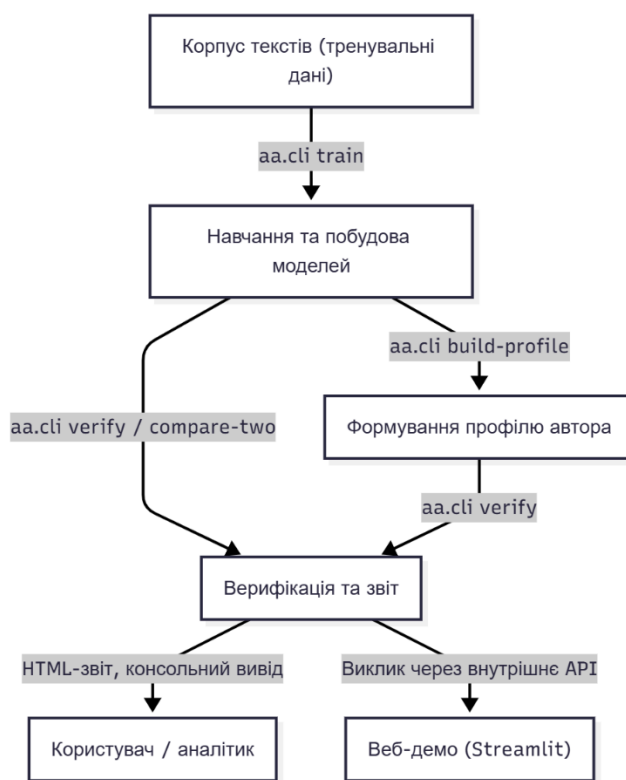 Корпус текстів (тренувальні
дані)
aa.cli train
Навчання та побудова
моделей
aa.cli build-profile
aa.cli verify / compare-two
Формування профілю автора
aa.cli verify
Верифікація та звіт
HTML-звіт, консольний вивід
Виклик через внутрішнє API
Користувач / аналітик
Веб-демо (Streamlit)